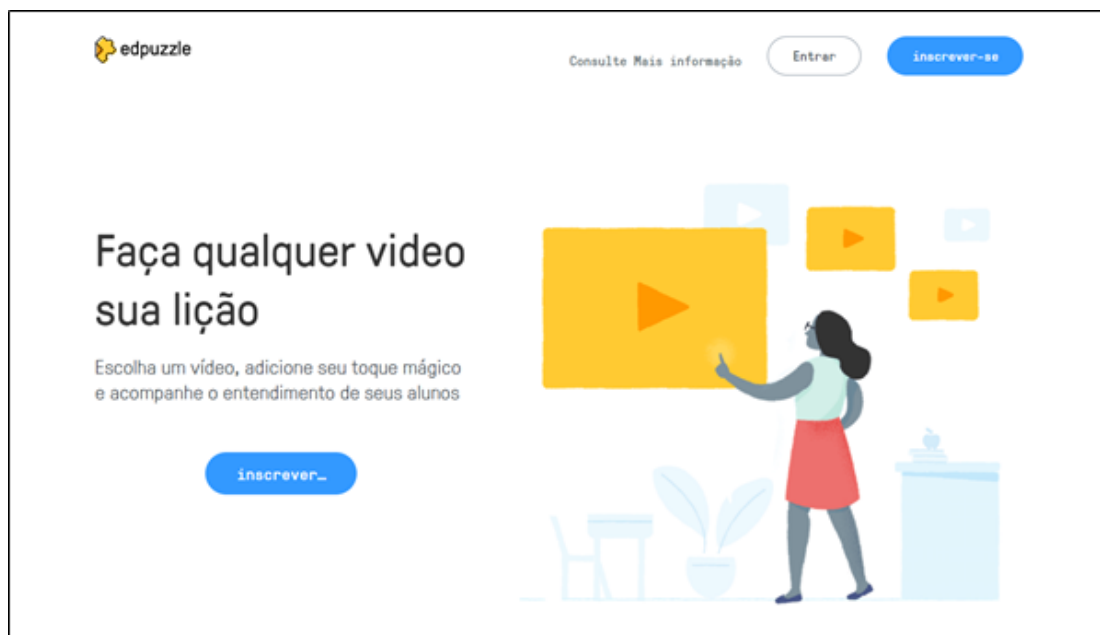 edpuzzle
Consulte Mais informação
Entrar
inscrever-se
Faça qualquer video
sua lição
Escolha um vídeo, adicione seu toque mágico
e acompanhe o entendimento de seus alunos
inscrever…